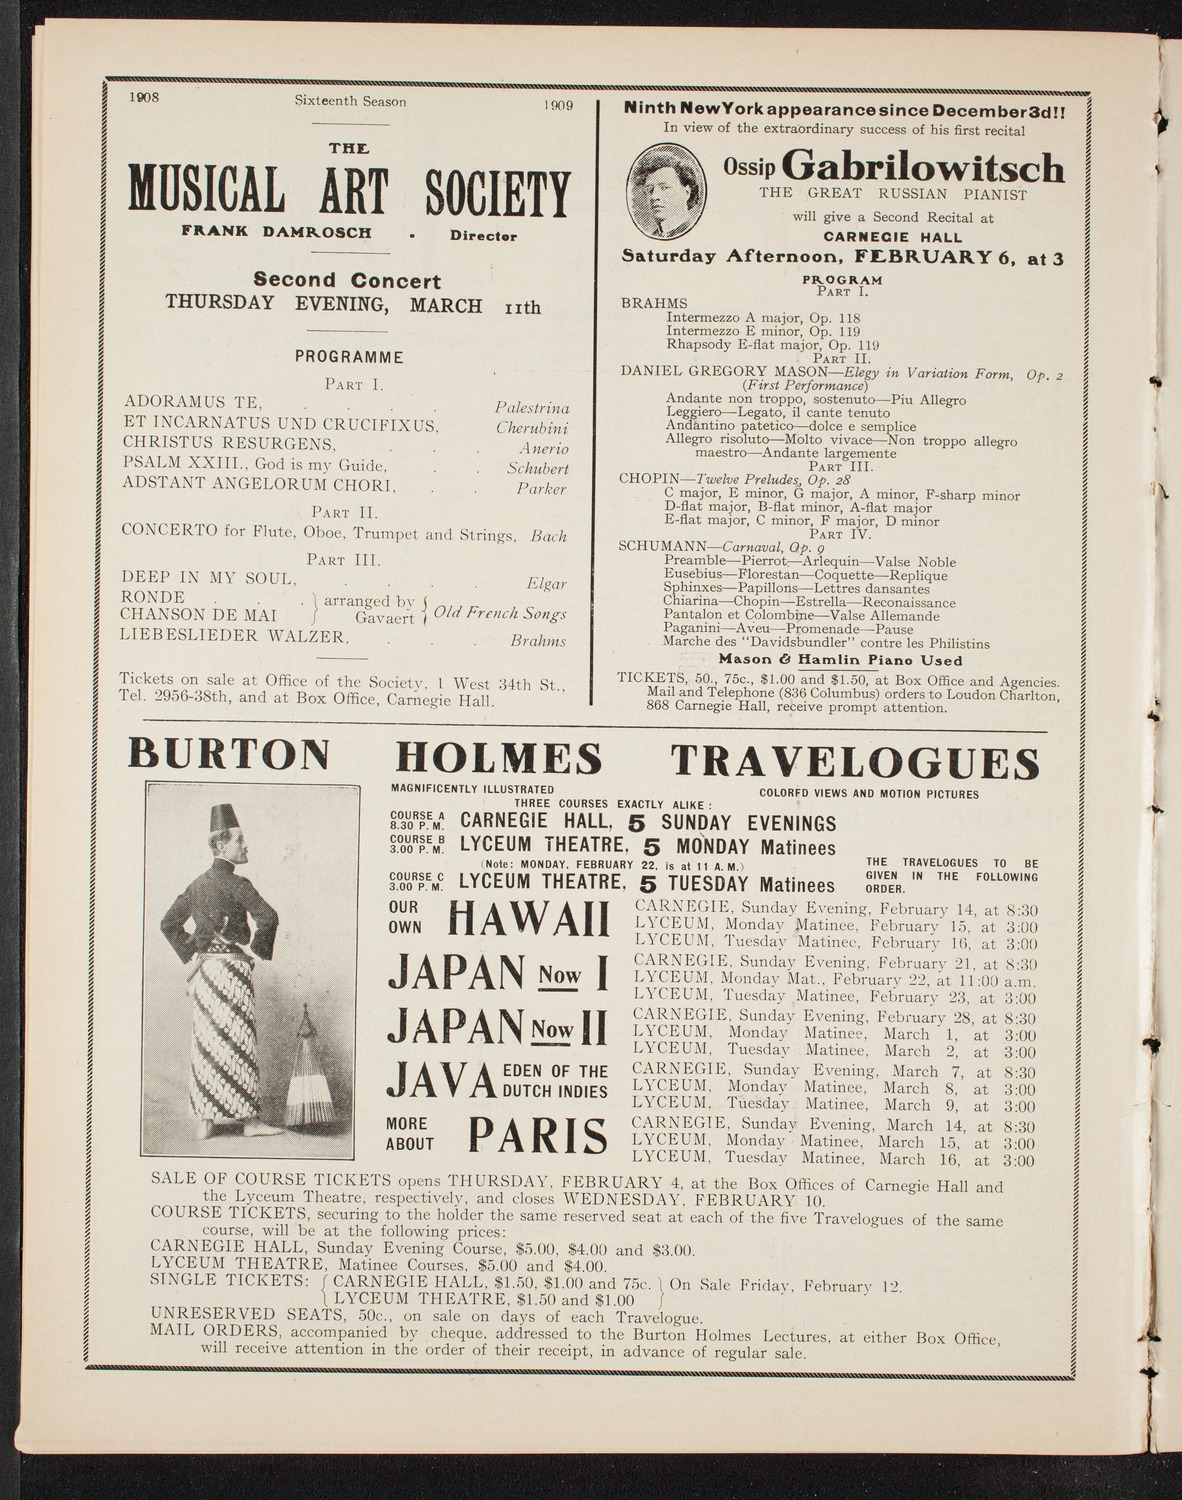 1908 Sixteenth Season 1909
THE
MUSICAL ART SOCIETY
FRANK DAMROSCH - Director
Second Concert
THURSDAY EVENING, MARCH 11th
PROGRAMME
PART I.
ADORAMUS TE, . . . . Palestrina
ET INCARNATUS UND CRUCIFIXUS, Cherubini
CHRISTUS RESURGENS, . . . Anerio
PSALM XXIII., God is my Guide, . . Schubert
ADSTANT ANGELORUM CHORI, . . Parker
PART II.
CONCERTO for Flute, Oboe, Trumpet and Strings, Bach
PART III.
DEEP IN MY SOUL, . . . . Elgar
RONDE . . . } arranged by { Old French Songs
CHANSON DE MAI } Gavaert {
LIEBESLIEDER WALZER, . . . Brahms
Tickets on sale at Office of the Society, 1 West 34th St.,
Tel. 2956-38th, and at Box Office, Carnegie Hall.
Ninth New York appearance since December 3d!!
In view of the extraordinary success of his first recital
Ossip Gabrilowitsch
THE GREAT RUSSIAN PIANIST
will give a Second Recital at
CARNEGIE HALL
Saturday Afternoon, FEBRUARY 6, at 3
PROGRAM
PART I.
BRAHMS
Intermezzo A major, Op. 118
Intermezzo E minor, Op. 119
Rhapsody E-flat major, Op. 119
PART II.
DANIEL GREGORY MASON—Elegy in Variation Form, Op. 2
(First Performance)
Andante non troppo, sostenuto—Piu Allegro
Leggiero—Legato, il cante tenuto
Andantino patetico—dolce e semplice
Allegro risoluto—Molto vivace—Non troppo allegro
maestro—Andante largemente
PART III.
CHOPIN—Twelve Preludes, Op. 28
C major, E minor, G major, A minor, F-sharp minor
D-flat major, B-flat minor, A-flat major
E-flat major, C minor, F major, D minor
PART IV.
SCHUMANN—Carnaval, Op. 9
Preamble—Pierrot—Arlequin—Valse Noble
Eusebius—Florestan—Coquette—Replique
Sphinxes—Papillons—Lettres dansantes
Chiarina—Chopin—Estrella—Reconaissance
Pantalon et Colombine—Valse Allemande
Paganini—Aveu—Promenade—Pause
Marche des "Davidsbundler" contre les Philistins
Mason & Hamlin Piano Used
TICKETS, 50., 75c., $1.00 and $1.50, at Box Office and Agencies.
Mail and Telephone (836 Columbus) orders to Loudon Charlton,
868 Carnegie Hall, receive prompt attention.
BURTON HOLMES TRAVELOGUES
MAGNIFICENTLY ILLUSTRATED COLORED VIEWS AND MOTION PICTURES
THREE COURSES EXACTLY ALIKE:
COURSE A 8.30 P.M. CARNEGIE HALL, 5 SUNDAY EVENINGS
COURSE B 3.00 P.M. LYCEUM THEATRE, 5 MONDAY Matinees
(Note: MONDAY, FEBRUARY 22, is at 11 A.M.)
COURSE C 3.00 P.M. LYCEUM THEATRE, 5 TUESDAY Matinees
THE TRAVELOGUES TO BE
GIVEN IN THE FOLLOWING
ORDER.
OUR OWN HAWAII
CARNEGIE, Sunday Evening, February 14, at 8:30
LYCEUM, Monday Matinee, February 15, at 3:00
LYCEUM, Tuesday Matinee, February 16, at 3:00
JAPAN Now I
CARNEGIE, Sunday Evening, February 21, at 8:30
LYCEUM, Monday Mat., February 22, at 11:00 a.m.
LYCEUM, Tuesday Matinee, February 23, at 3:00
JAPAN Now II
CARNEGIE, Sunday Evening, February 28, at 8:30
LYCEUM, Monday Matinee, March 1, at 3:00
LYCEUM, Tuesday Matinee, March 2, at 3:00
JAVA EDEN OF THE DUTCH INDIES
CARNEGIE, Sunday Evening, March 7, at 8:30
LYCEUM, Monday Matinee, March 8, at 3:00
LYCEUM, Tuesday Matinee, March 9, at 3:00
MORE ABOUT PARIS
CARNEGIE, Sunday Evening, March 14, at 8:30
LYCEUM, Monday Matinee, March 15, at 3:00
LYCEUM, Tuesday Matinee, March 16, at 3:00
SALE OF COURSE TICKETS opens THURSDAY, FEBRUARY 4, at the Box Offices of Carnegie Hall and
the Lyceum Theatre, respectively, and closes WEDNESDAY, FEBRUARY 10.
COURSE TICKETS, securing to the holder the same reserved seat at each of the five Travelogues of the same
course, will be at the following prices:
CARNEGIE HALL, Sunday Evening Course, $5.00, $4.00 and $3.00.
LYCEUM THEATRE, Matinee Courses, $5.00 and $4.00.
SINGLE TICKETS: { CARNEGIE HALL, $1.50, $1.00 and 75c. } On Sale Friday, February 12.
{ LYCEUM THEATRE, $1.50 and $1.00 }
UNRESERVED SEATS, 50c., on sale on days of each Travelogue.
MAIL ORDERS, accompanied by cheque, addressed to the Burton Holmes Lectures, at either Box Office,
will receive attention in the order of their receipt, in advance of regular sale.